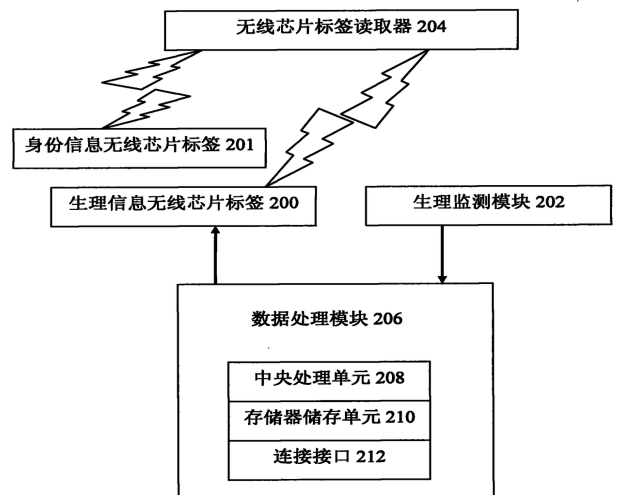 无线芯片标签读取器 204
身份信息无线芯片标签 201
生理信息无线芯片标签 200
生理监测模块 202
数据处理模块 206
中央处理单元 208
存储器储存单元 210
连接接口 212